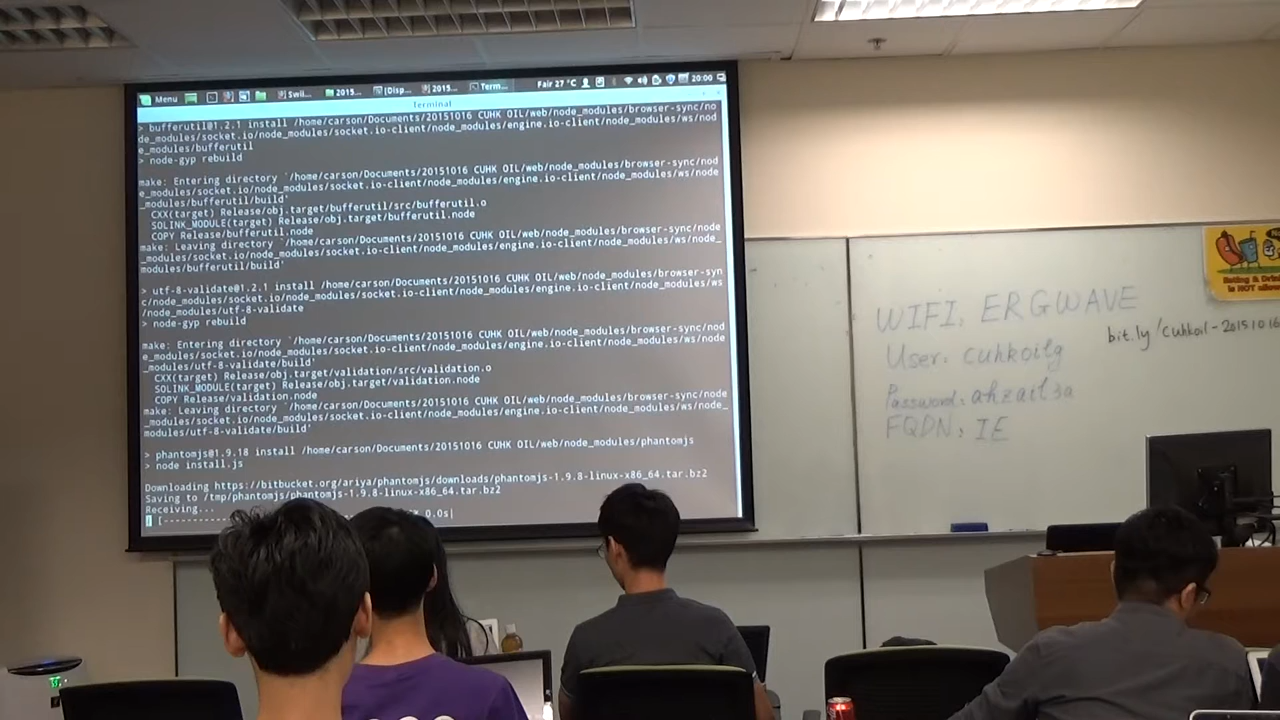 Menu Swil... 2015... [Disp... 2015... Term... Fair 27 °C 20:00
Terminal
> bufferutil@1.2.1 install /home/carson/Documents/20151016 CUHK OIL/web/node_modules/browser-sync/no
de_modules/socket.io/node_modules/socket.io-client/node_modules/engine.io-client/node_modules/ws/nod
e_modules/bufferutil
> node-gyp rebuild
make: Entering directory `/home/carson/Documents/20151016 CUHK OIL/web/node_modules/browser-sync/nod
e_modules/socket.io/node_modules/socket.io-client/node_modules/engine.io-client/node_modules/ws/node
_modules/bufferutil/build'
CXX(target) Release/obj.target/bufferutil/src/bufferutil.o
SOLINK_MODULE(target) Release/obj.target/bufferutil.node
COPY Release/bufferutil.node
make: Leaving directory `/home/carson/Documents/20151016 CUHK OIL/web/node_modules/browser-sync/node
_modules/socket.io/node_modules/socket.io-client/node_modules/engine.io-client/node_modules/ws/node_
modules/bufferutil/build'
> utf-8-validate@1.2.1 install /home/carson/Documents/20151016 CUHK OIL/web/node_modules/browser-syn
c/node_modules/socket.io/node_modules/socket.io-client/node_modules/engine.io-client/node_modules/ws
/node_modules/utf-8-validate
> node-gyp rebuild
make: Entering directory `/home/carson/Documents/20151016 CUHK OIL/web/node_modules/browser-sync/nod
e_modules/socket.io/node_modules/socket.io-client/node_modules/engine.io-client/node_modules/ws/node
_modules/utf-8-validate/build'
CXX(target) Release/obj.target/validation/src/validation.o
SOLINK_MODULE(target) Release/obj.target/validation.node
COPY Release/validation.node
make: Leaving directory `/home/carson/Documents/20151016 CUHK OIL/web/node_modules/browser-sync/node
_modules/socket.io/node_modules/socket.io-client/node_modules/engine.io-client/node_modules/ws/node_
modules/utf-8-validate/build'
> phantomjs@1.9.18 install /home/carson/Documents/20151016 CUHK OIL/web/node_modules/phantomjs
> node install.js
Downloading https://bitbucket.org/ariya/phantomjs/downloads/phantomjs-1.9.8-linux-x86_64.tar.bz2
Saving to /tmp/phantomjs/phantomjs-1.9.8-linux-x86_64.tar.bz2
Receiving...
0.0s
WIFI: ERGWAVE
bit.ly/cuhkoil-20151016
User: cuhkoilg
Password: ahzail3a
FQDN: IE
Eating &
is NOT